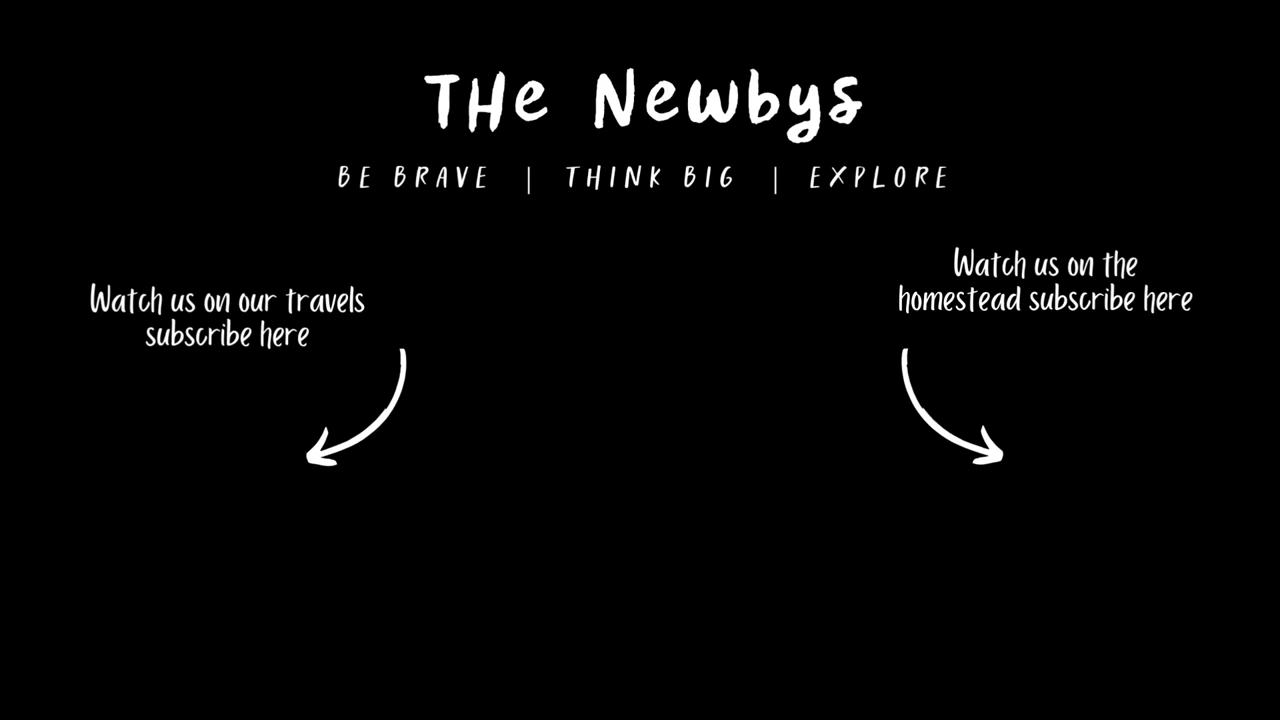 THe Newbys
BE BRAVE | THINK BIG | EXPLORE
Watch us on our travels
subscribe here
Watch us on the
homestead subscribe here